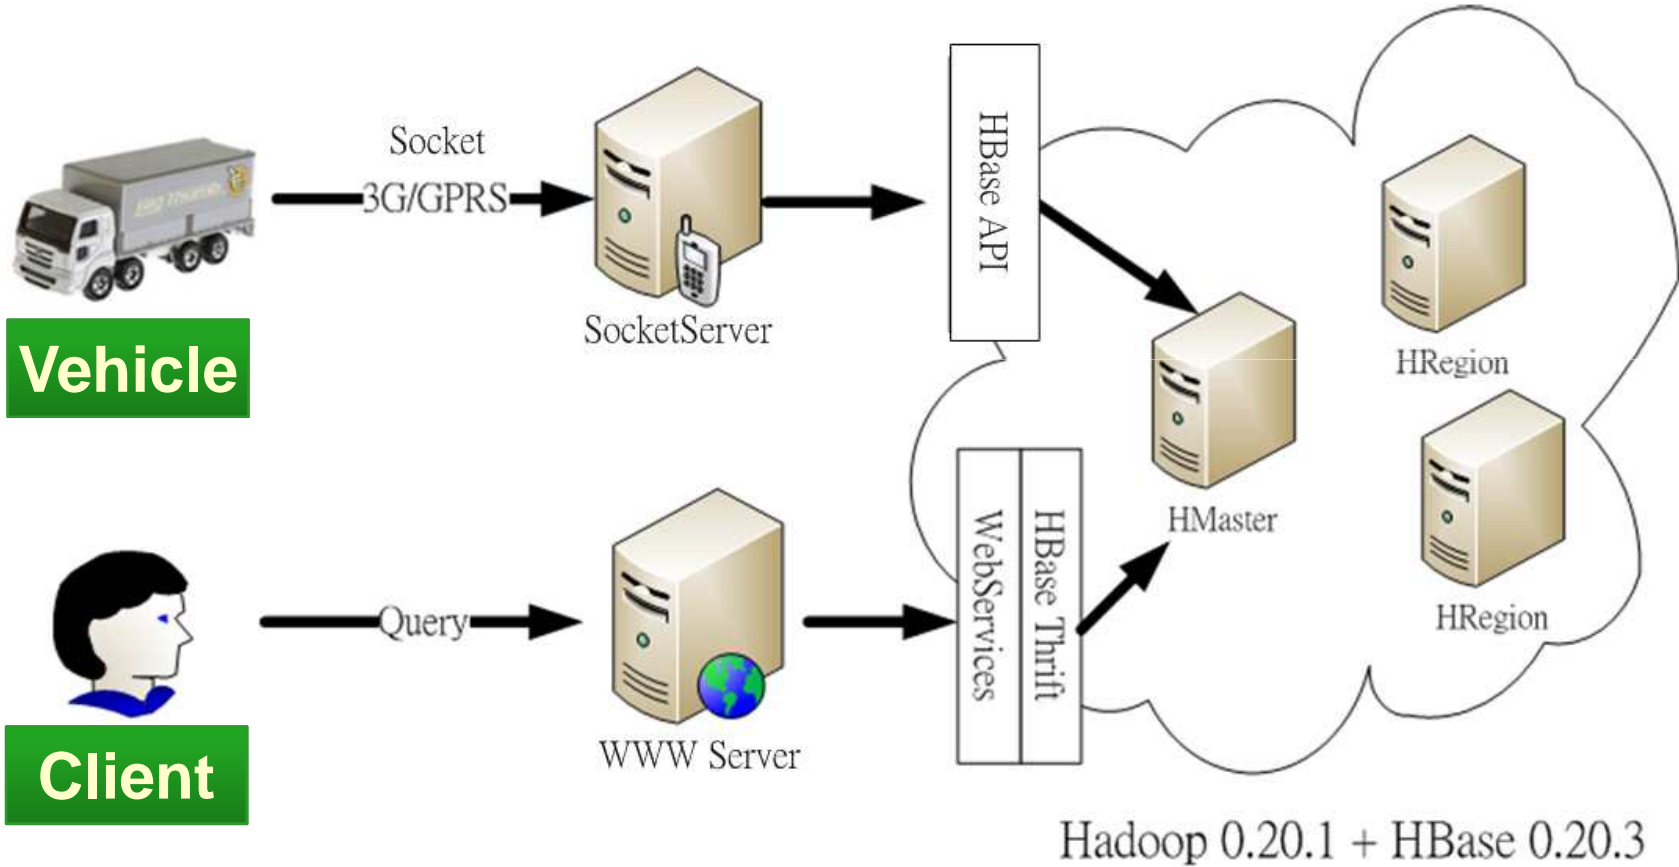 Socket
3G/GPRS
SocketServer
HBase API
HRegion
Vehicle
HMaster
HRegion
Query
WebServices
HBase Thrift
WWW Server
Client
Hadoop 0.20.1 + HBase 0.20.3